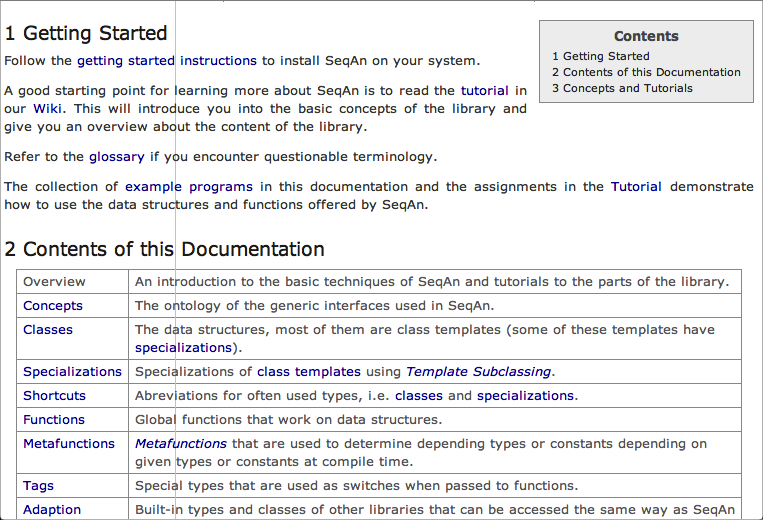 1 Getting Started
Follow the getting started instructions to install SeqAn on your system.
A good starting point for learning more about SeqAn is to read the tutorial in
our Wiki. This will introduce you into the basic concepts of the library and
give you an overview about the content of the library.
Refer to the glossary if you encounter questionable terminology.
The collection of example programs in this documentation and the assignments in the Tutorial demonstrate
how to use the data structures and functions offered by SeqAn.
Contents
1 Getting Started
2 Contents of this Documentation
3 Concepts and Tutorials
2 Contents of this Documentation
Overview An introduction to the basic techniques of SeqAn and tutorials to the parts of the library.
Concepts The ontology of the generic interfaces used in SeqAn.
Classes The data structures, most of them are class templates (some of these templates have
specializations).
Specializations Specializations of class templates using Template Subclassing.
Shortcuts Abreviations for often used types, i.e. classes and specializations.
Functions Global functions that work on data structures.
Metafunctions Metafunctions that are used to determine depending types or constants depending on
given types or constants at compile time.
Tags Special types that are used as switches when passed to functions.
Adaption Built-in types and classes of other libraries that can be accessed the same way as SeqAn